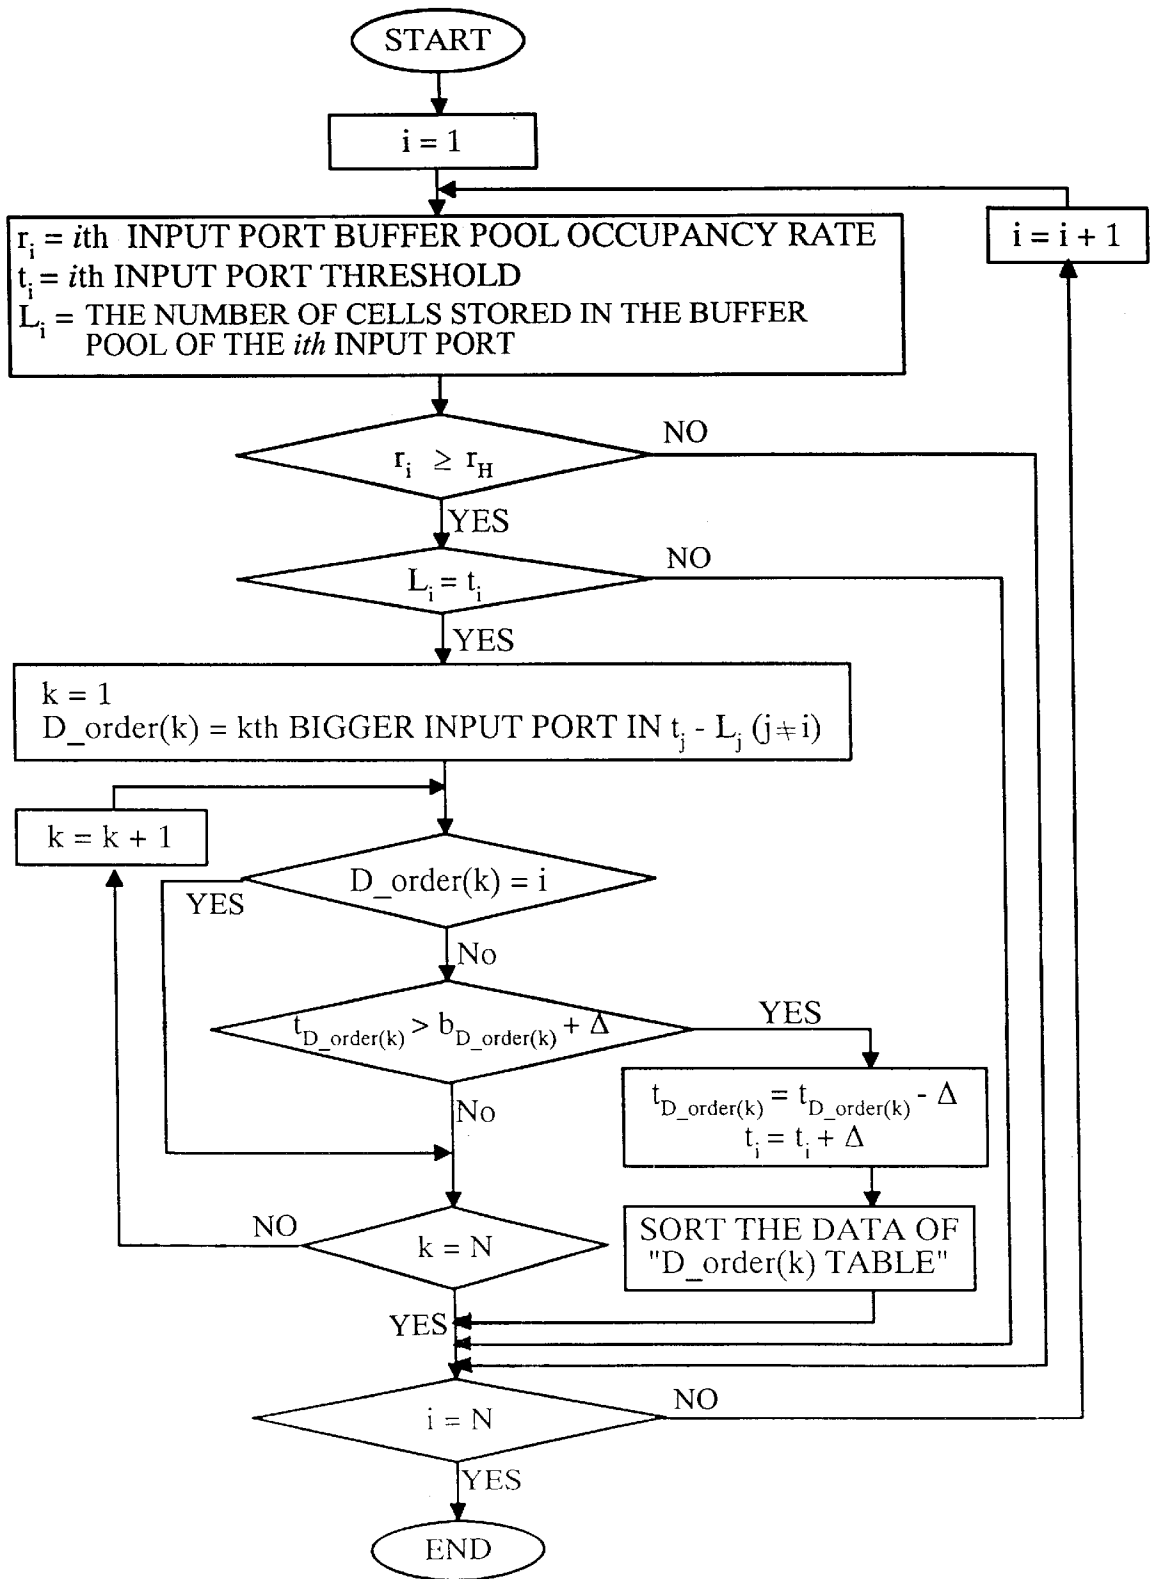 START
i = 1
r_i = ith INPUT PORT BUFFER POOL OCCUPANCY RATE
t_i = ith INPUT PORT THRESHOLD
L_i = THE NUMBER OF CELLS STORED IN THE BUFFER
POOL OF THE ith INPUT PORT
i = i + 1
r_i ≥ r_H
NO
YES
L_i = t_i
NO
YES
k = 1
D_order(k) = kth BIGGER INPUT PORT IN t_j - L_j (j≠i)
k = k + 1
D_order(k) = i
YES
No
t_D_order(k) > b_D_order(k) + Δ
YES
No
t_D_order(k) = t_D_order(k) - Δ
t_i = t_i + Δ
SORT THE DATA OF
"D_order(k) TABLE"
k = N
NO
YES
i = N
NO
YES
END